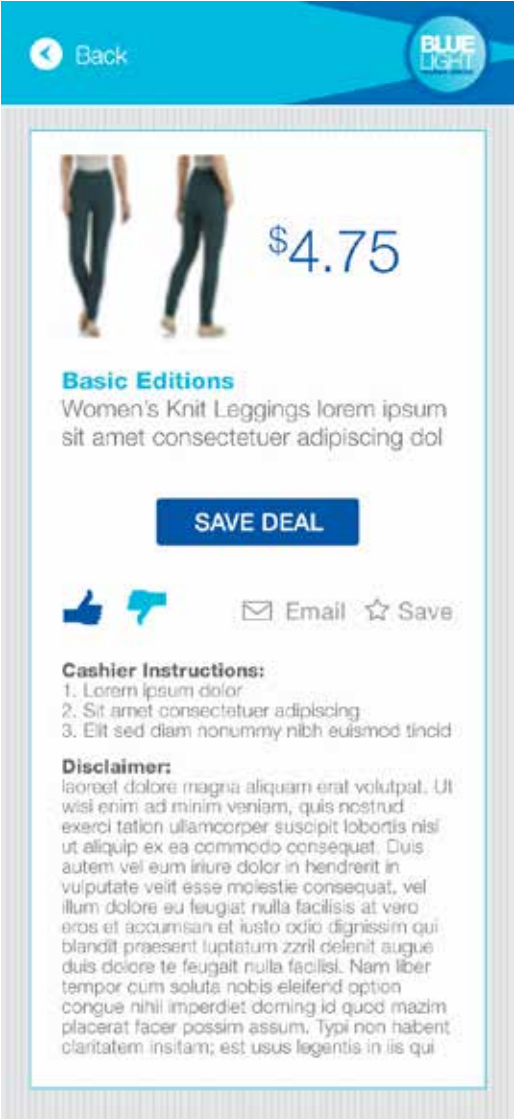 Back
BLUE
LIGHT
$4.75
Basic Editions
Women's Knit Leggings lorem ipsum
sit amet consectetuer adipiscing dol
SAVE DEAL
Email
Save
Cashier Instructions:
1. Lorem ipsum dolor
2. Sit amet consectetuer adipiscing
3. Elit sed diam nonummy nibh euismod tincid
Disclaimer:
laoreet dolore magna aliquam erat volutpat. Ut
wisi enim ad minim veniam, quis nostrud
exerci tation ullamcorper suscipit lobortis nisl
ut aliquip ex ea commodo consequat. Duis
autem vel eum iriure dolor in hendrerit in
vulputate velit esse molestie consequat, vel
illum dolore eu feugiat nulla facilisis at vero
eros et accumsan et iusto odio dignissim qui
blandit praesent luptatum zzril delenit augue
duis dolore te feugait nulla facilisi. Nam liber
tempor cum soluta nobis eleifend option
congue nihil imperdiet doming id quod mazim
placerat facer possim assum. Typi non habent
claritatem insitam; est usus legentis in iis qui